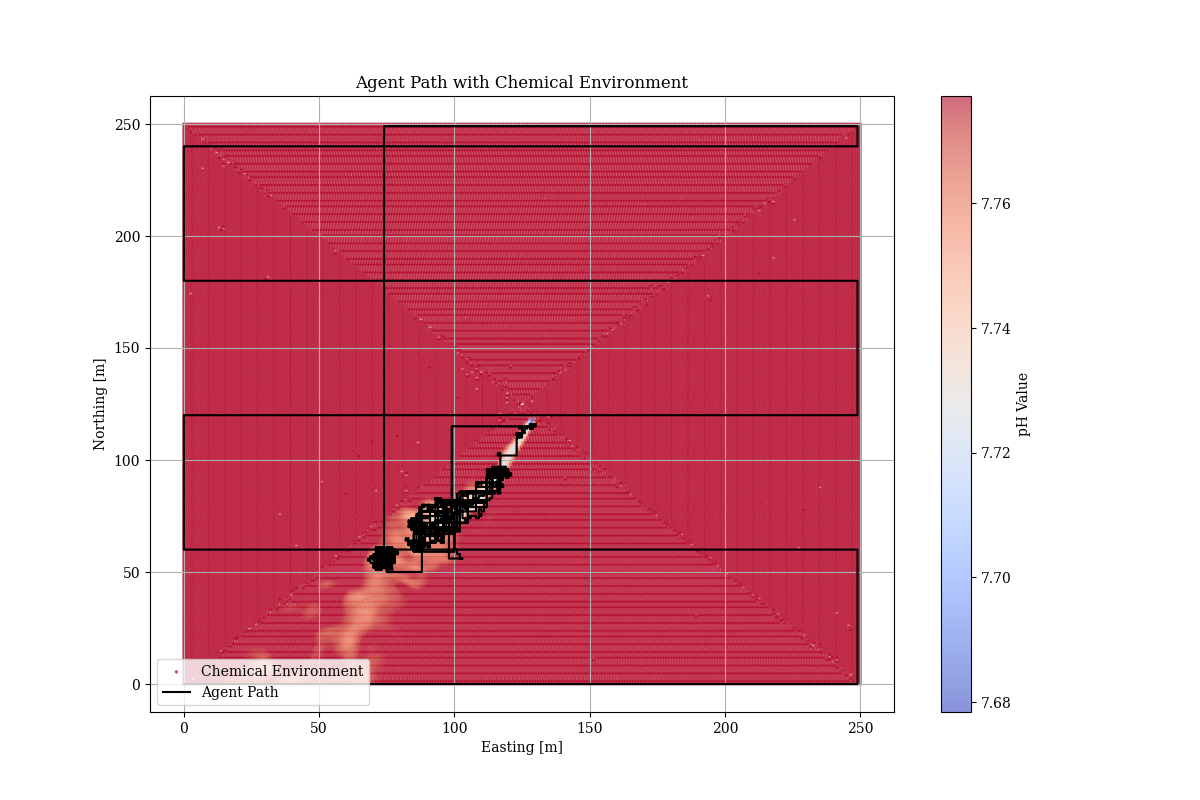 Agent Path with Chemical Environment
250
200
150
100
50
0
Northing [m]
0
50
100
150
200
250
Easting [m]
Chemical Environment
Agent Path
7.76
7.74
7.72
7.70
7.68
pH Value